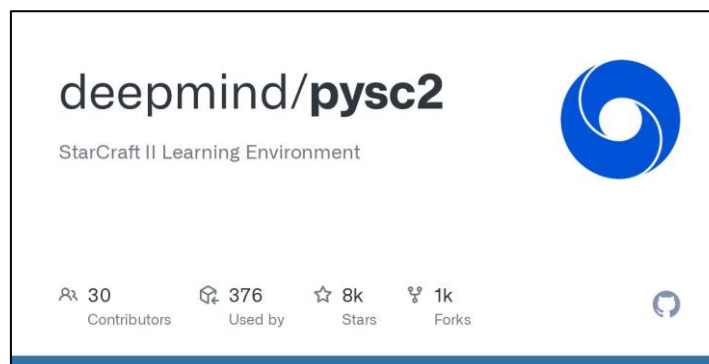 deepmind/pysc2
StarCraft II Learning Environment
30 376 8k 1k
Contributors Used by Stars Forks